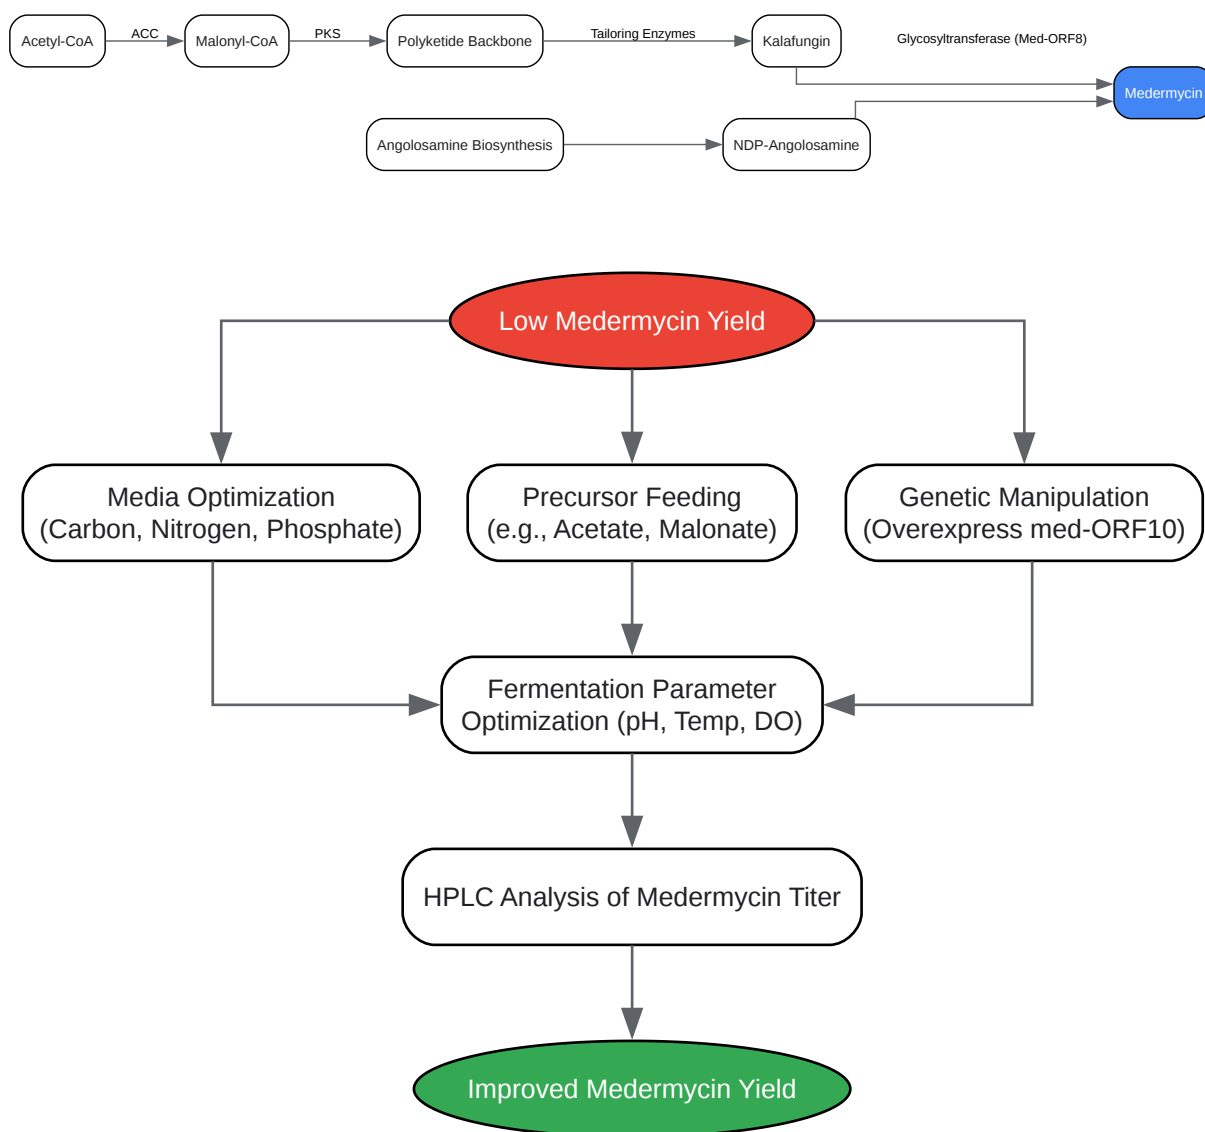 Acetyl-CoA
ACC
Malonyl-CoA
PKS
Polyketide Backbone
Tailoring Enzymes
Kalafungin
Glycosyltransferase (Med-ORF8)
Medermycin
Angolosamine Biosynthesis
NDP-Angolosamine
Low Medermycin Yield
Media Optimization
(Carbon, Nitrogen, Phosphate)
Precursor Feeding
(e.g., Acetate, Malonate)
Genetic Manipulation
(Overexpress med-ORF10)
Fermentation Parameter
Optimization (pH, Temp, DO)
HPLC Analysis of Medermycin Titer
Improved Medermycin Yield